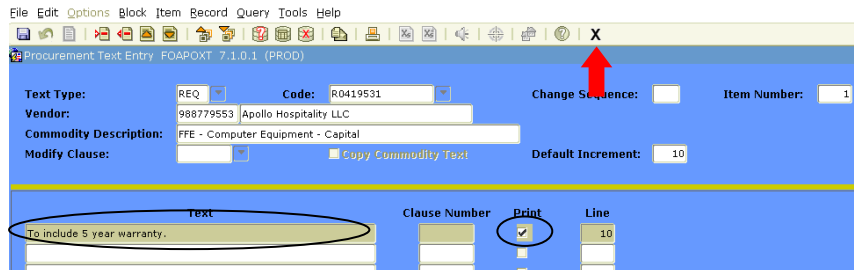 File Edit Options Block Item Record Query Tools Help
X
Procurement Text Entry FOAPOXT 7.1.0.1 (PROD)
Text Type: REQ Code: R0419531 Change Sequence: Item Number: 1
Vendor: 988779553 Apollo Hospitality LLC
Commodity Description: FFE - Computer Equipment - Capital
Modify Clause: Copy Commodity Text Default Increment: 10
Text Clause Number Print Line
To include 5 year warranty. 10